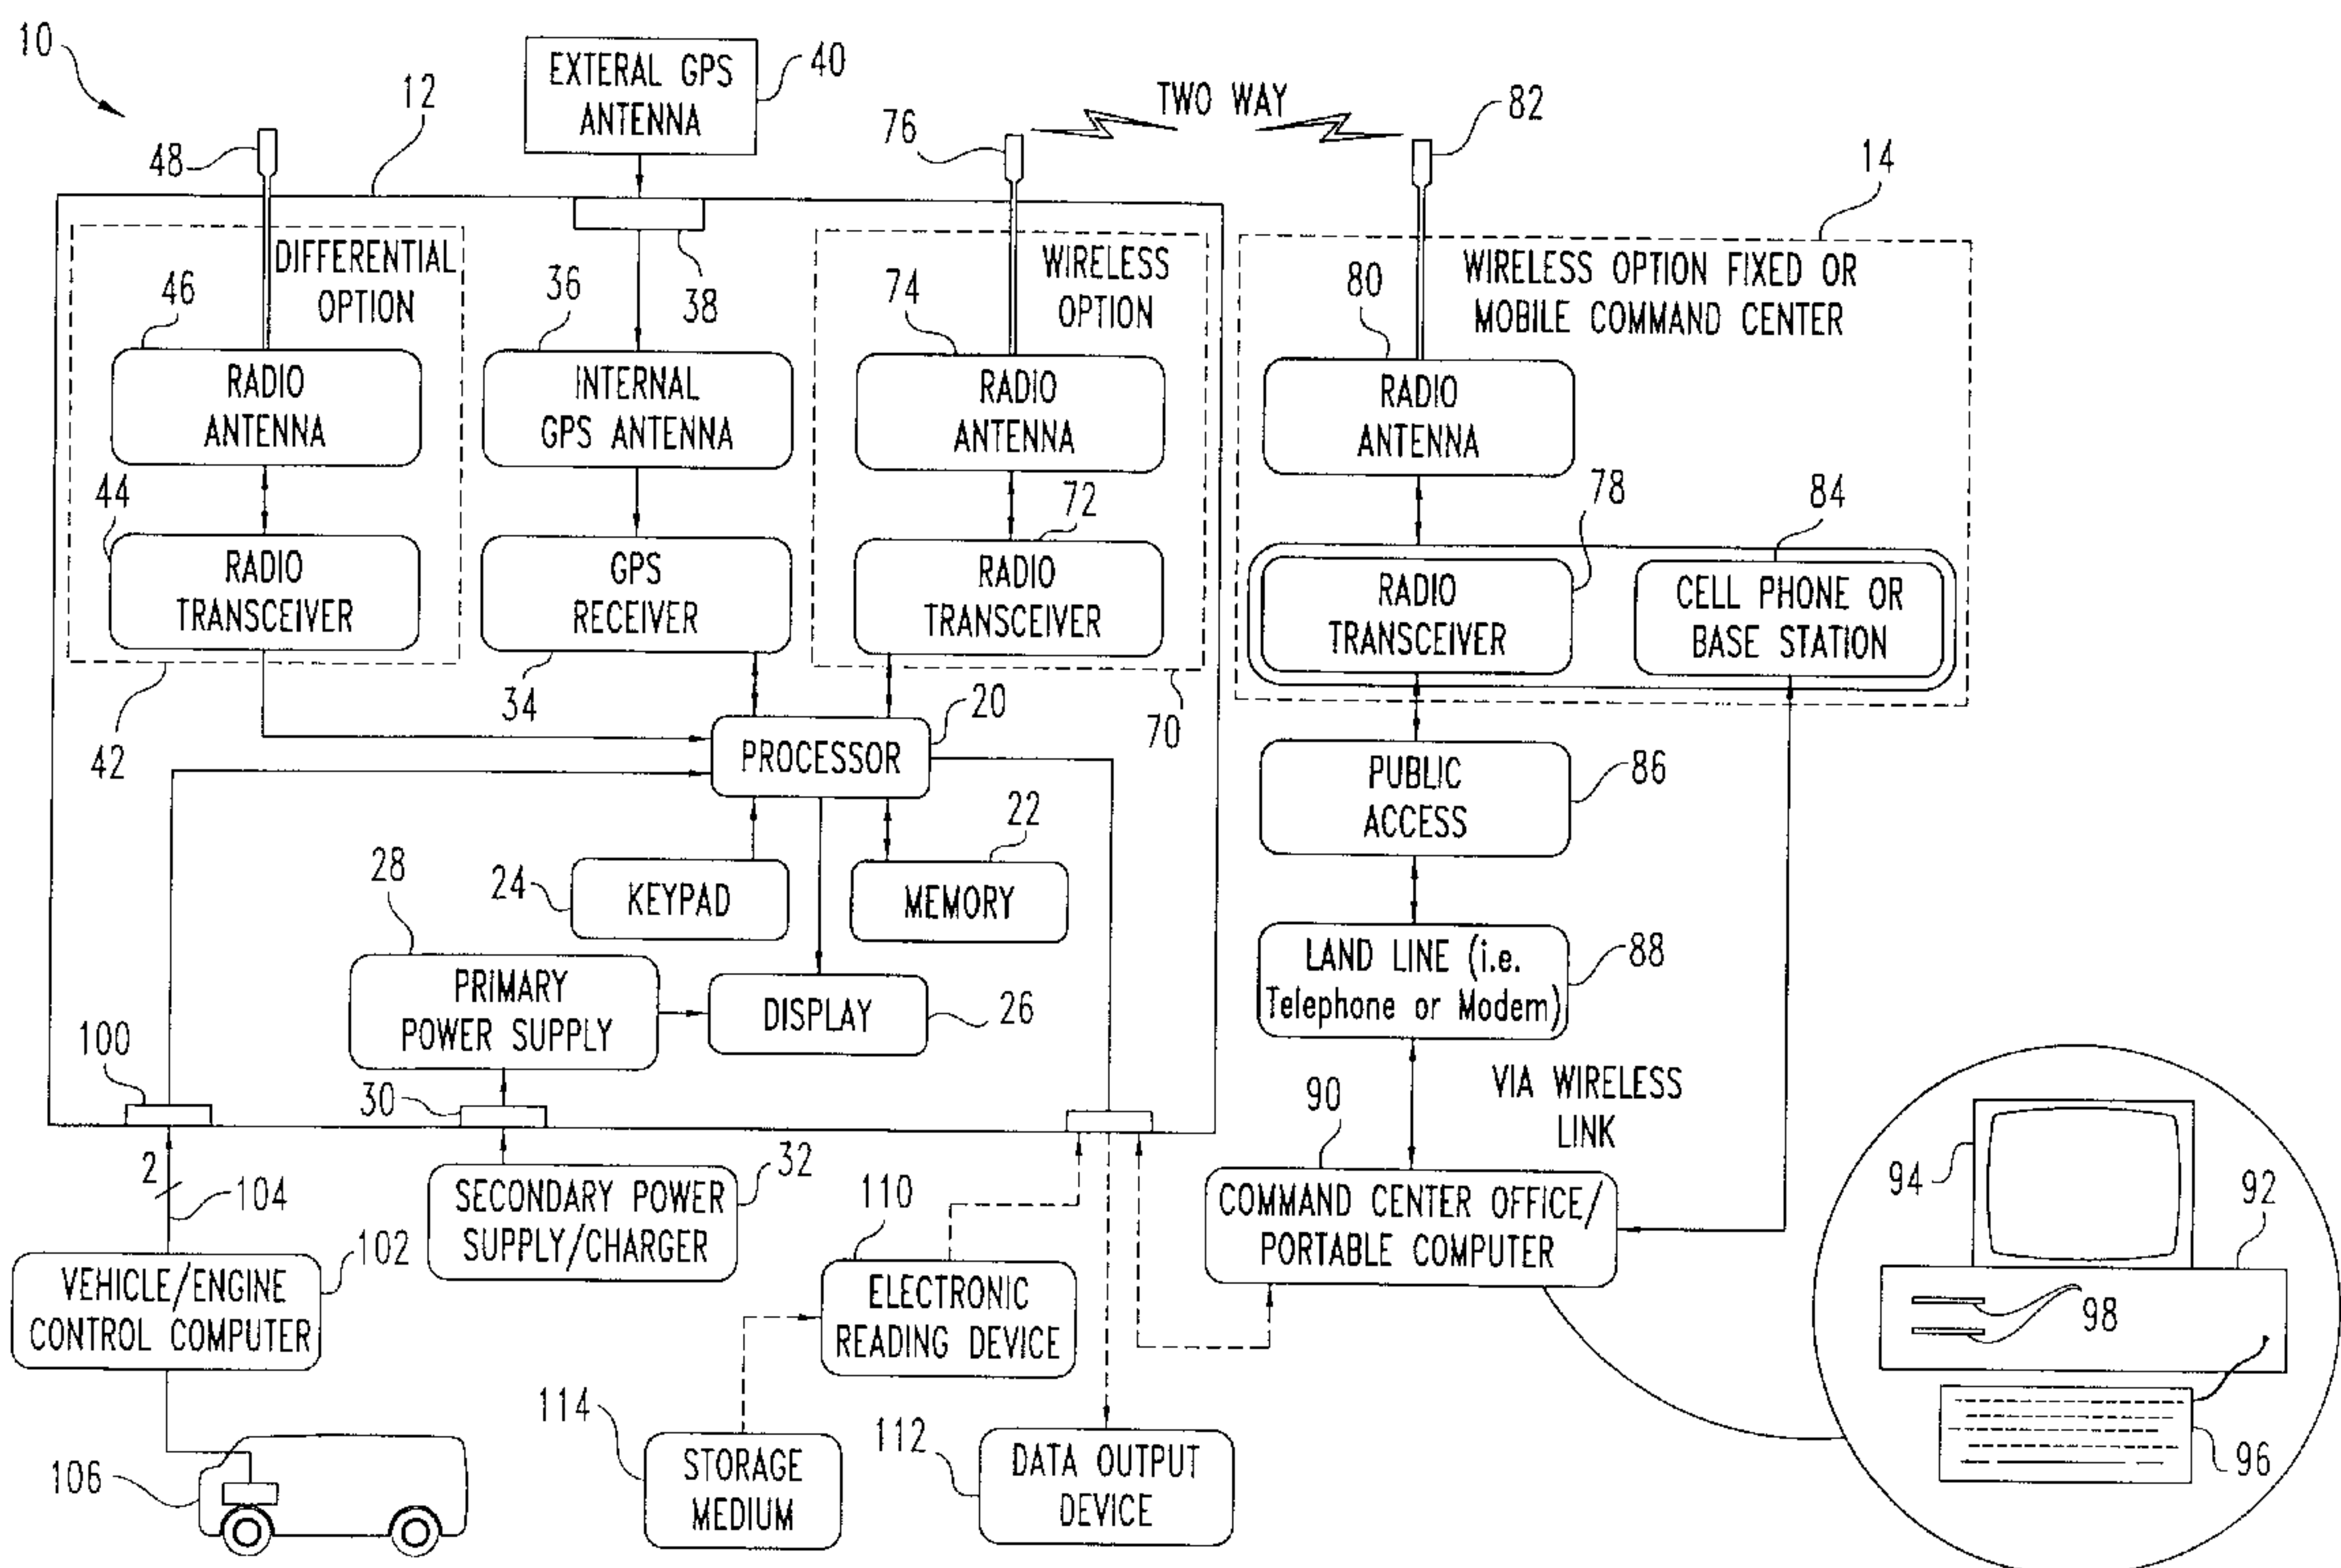 10
12
EXTERAL GPS
ANTENNA
40
48
76
TWO WAY
82
14
DIFFERENTIAL
OPTION
46
36
38
74
WIRELESS
OPTION
80
WIRELESS OPTION FIXED OR
MOBILE COMMAND CENTER
RADIO
ANTENNA
INTERNAL
GPS ANTENNA
RADIO
ANTENNA
RADIO
ANTENNA
44
72
78
84
RADIO
TRANSCEIVER
GPS
RECEIVER
RADIO
TRANSCEIVER
RADIO
TRANSCEIVER
CELL PHONE OR
BASE STATION
42
34
20
70
PROCESSOR
PUBLIC
ACCESS
86
28
24
KEYPAD
22
MEMORY
PRIMARY
POWER SUPPLY
DISPLAY
26
LAND LINE (i.e.
Telephone or Modem)
88
100
30
90
VIA WIRELESS
LINK
2
104
SECONDARY POWER
SUPPLY/CHARGER
32
110
COMMAND CENTER OFFICE/
PORTABLE COMPUTER
94
92
VEHICLE/ENGINE
CONTROL COMPUTER
102
ELECTRONIC
READING DEVICE
98
106
114
STORAGE
MEDIUM
112
DATA OUTPUT
DEVICE
96